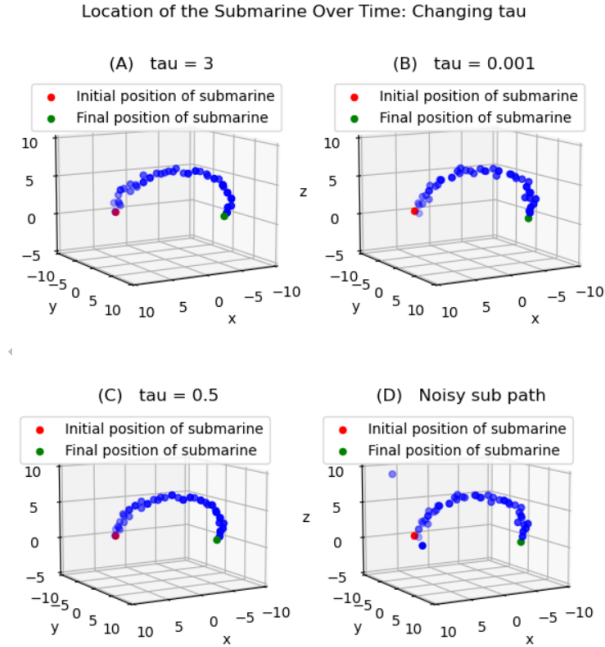 Location of the Submarine Over Time: Changing tau
(A)   tau = 3
Initial position of submarine
Final position of submarine
10
5
0
−5
−10
−5
0
5
10
y
10
5
0
−5
−10
x
(B)   tau = 0.001
Initial position of submarine
Final position of submarine
z
10
5
0
−5
−10
−5
0
5
10
y
10
5
0
−5
−10
x
(C)   tau = 0.5
Initial position of submarine
Final position of submarine
10
5
0
−5
−10
−5
0
5
10
y
10
5
0
−5
−10
x
(D)   Noisy sub path
Initial position of submarine
Final position of submarine
z
10
5
0
−5
−10
−5
0
5
10
y
10
5
0
−5
−10
x